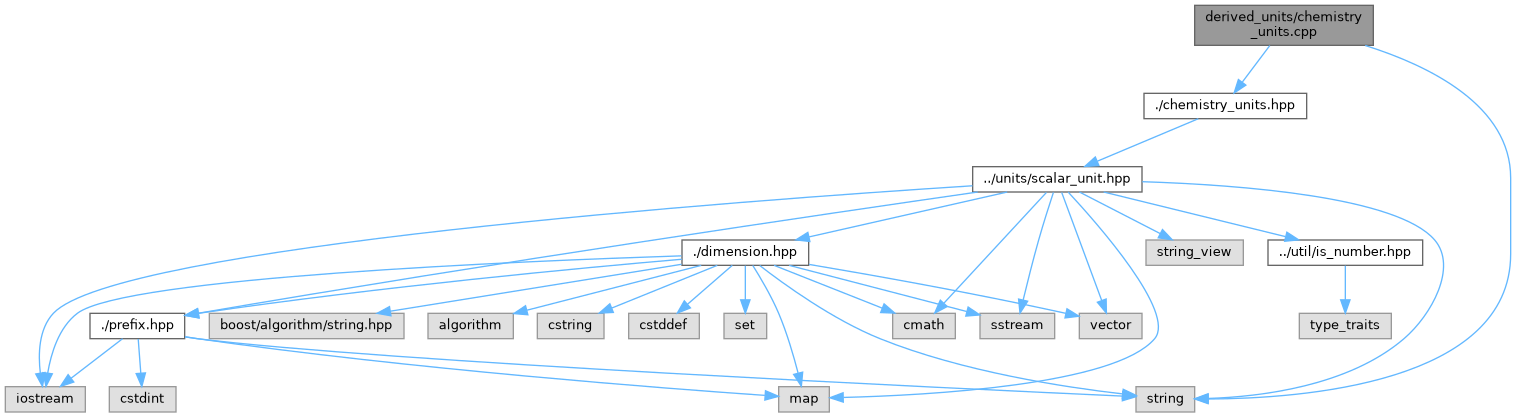 derived_units/chemistry
_units.cpp
./chemistry_units.hpp
../units/scalar_unit.hpp
./dimension.hpp
string_view
../util/is_number.hpp
./prefix.hpp
boost/algorithm/string.hpp
algorithm
cstring
cstddef
set
cmath
sstream
vector
type_traits
iostream
cstdint
map
string